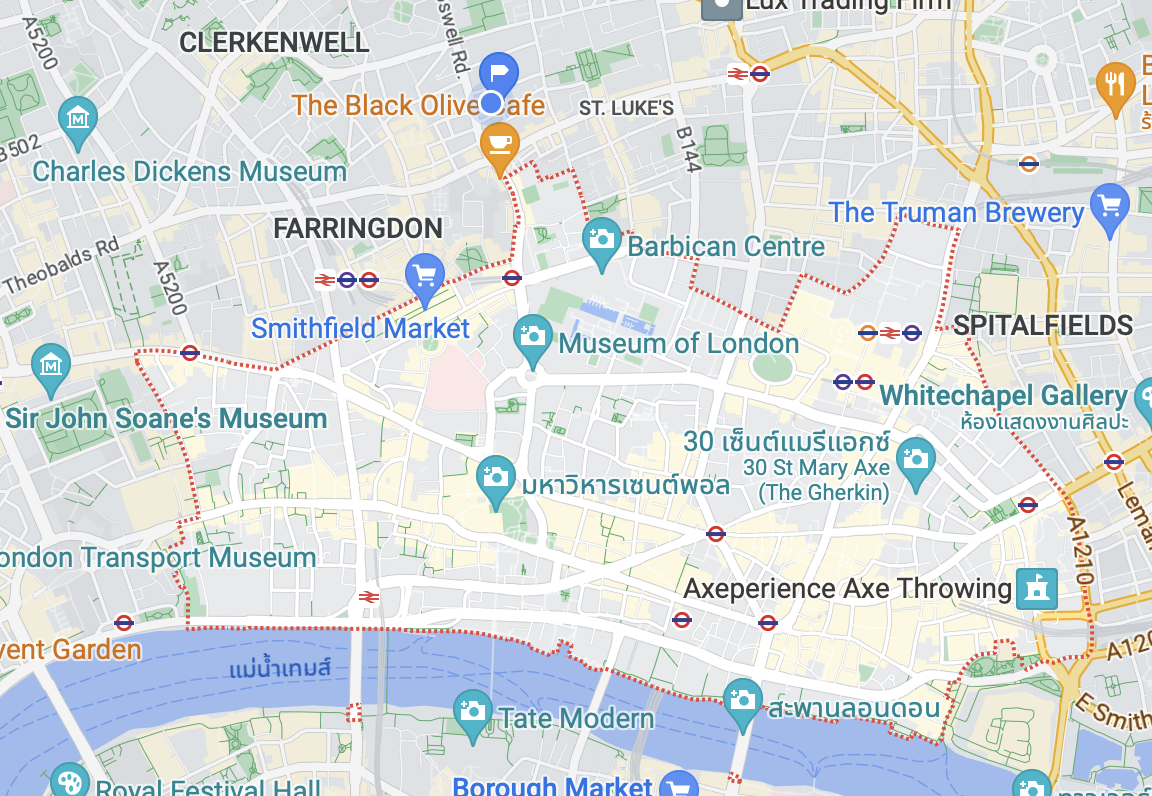 Lux Trading Firm
A5200
CLERKENWELL
swell Rd.
The Black Olive Cafe
ST. LUKE'S
B502
B144
Charles Dickens Museum
The Truman Brewery
FARRINGDON
Barbican Centre
Theobalds Rd
A5200
Smithfield Market
SPITALFIELDS
Museum of London
Whitechapel Gallery
ห้องแสดงงานศิลปะ
Sir John Soane's Museum
30 เซ็นต์แมรีแอกซ์
30 St Mary Axe
(The Gherkin)
มหาวิหารเซนต์พอล
Leman
A1210
ondon Transport Museum
Axeperience Axe Throwing
vent Garden
A120
แม่น้ำเทมส์
E Smith
Tate Modern
สะพานลอนดอน
Royal Festival Hall
Borough Market